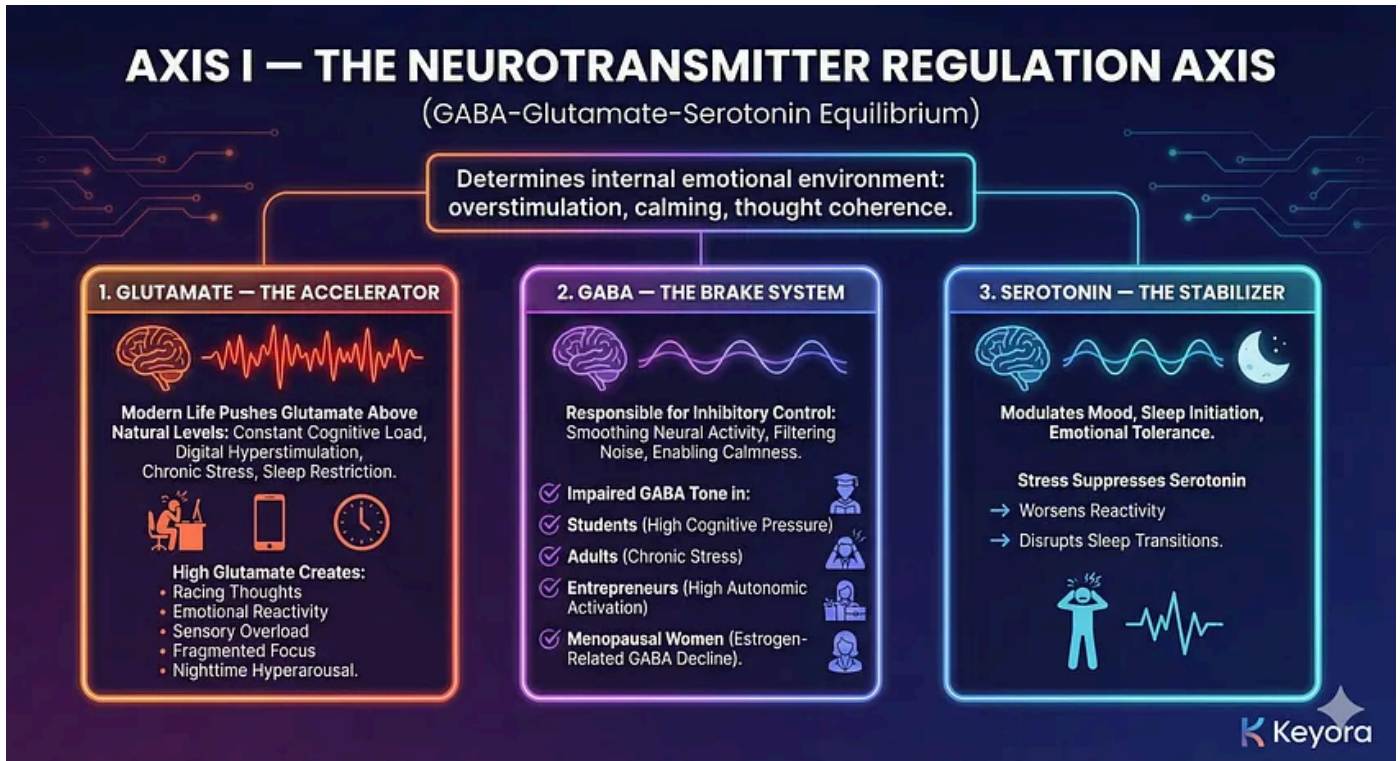 AXIS I — THE NEUROTRANSMITTER REGULATION AXIS
(GABA-Glutamate-Serotonin Equilibrium)
Determines internal emotional environment:
overstimulation, calming, thought coherence.
1. GLUTAMATE — THE ACCELERATOR
Modern Life Pushes Glutamate Above
Natural Levels: Constant Cognitive Load,
Digital Hyperstimulation,
Chronic Stress, Sleep Restriction.
High Glutamate Creates:
• Racing Thoughts
• Emotional Reactivity
• Sensory Overload
• Fragmented Focus
• Nighttime Hyperarousal.
2. GABA — THE BRAKE SYSTEM
Responsible for Inhibitory Control:
Smoothing Neural Activity, Filtering
Noise, Enabling Calmness.
Impaired GABA Tone in:
Students (High Cognitive Pressure)
Adults (Chronic Stress)
Entrepreneurs (High Autonomic
Activation)
Menopausal Women (Estrogen-
Related GABA Decline).
3. SEROTONIN — THE STABILIZER
Modulates Mood, Sleep Initiation,
Emotional Tolerance.
Stress Suppresses Serotonin
→ Worsens Reactivity
→ Disrupts Sleep Transitions.
Keyora